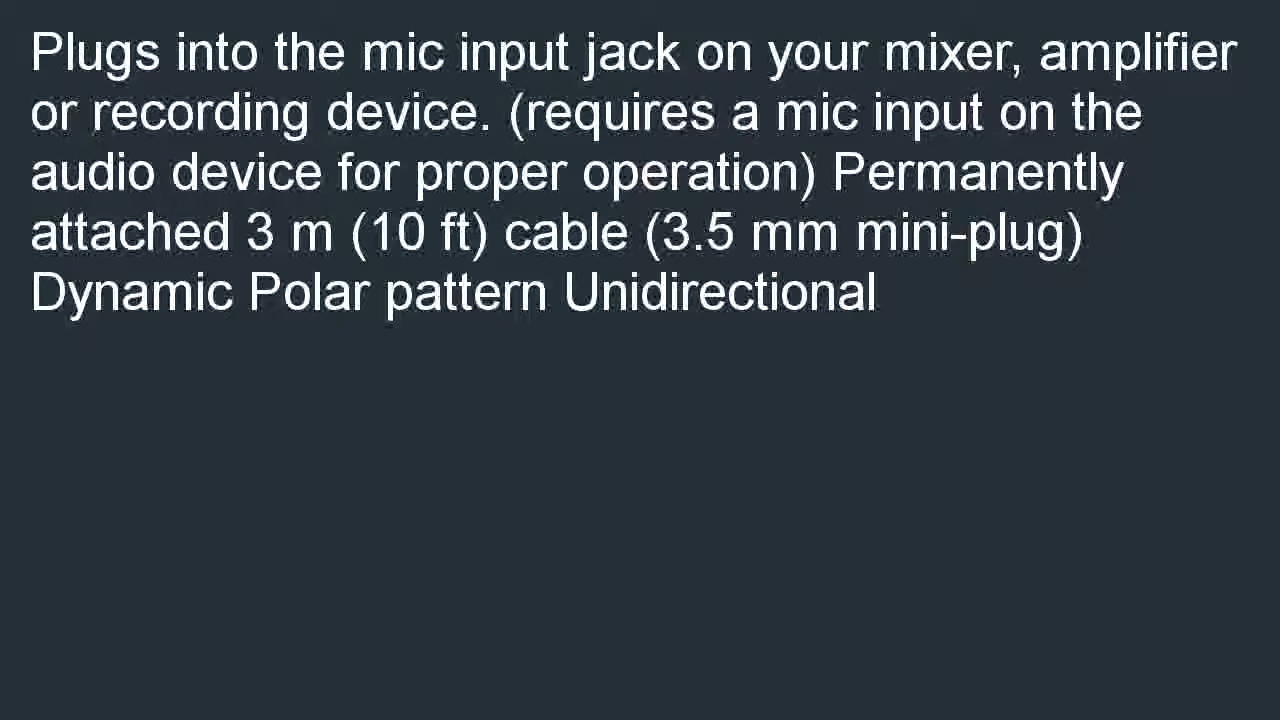 Plugs into the mic input jack on your mixer, amplifier
or recording device. (requires a mic input on the
audio device for proper operation) Permanently
attached 3 m (10 ft) cable (3.5 mm mini-plug)
Dynamic Polar pattern Unidirectional